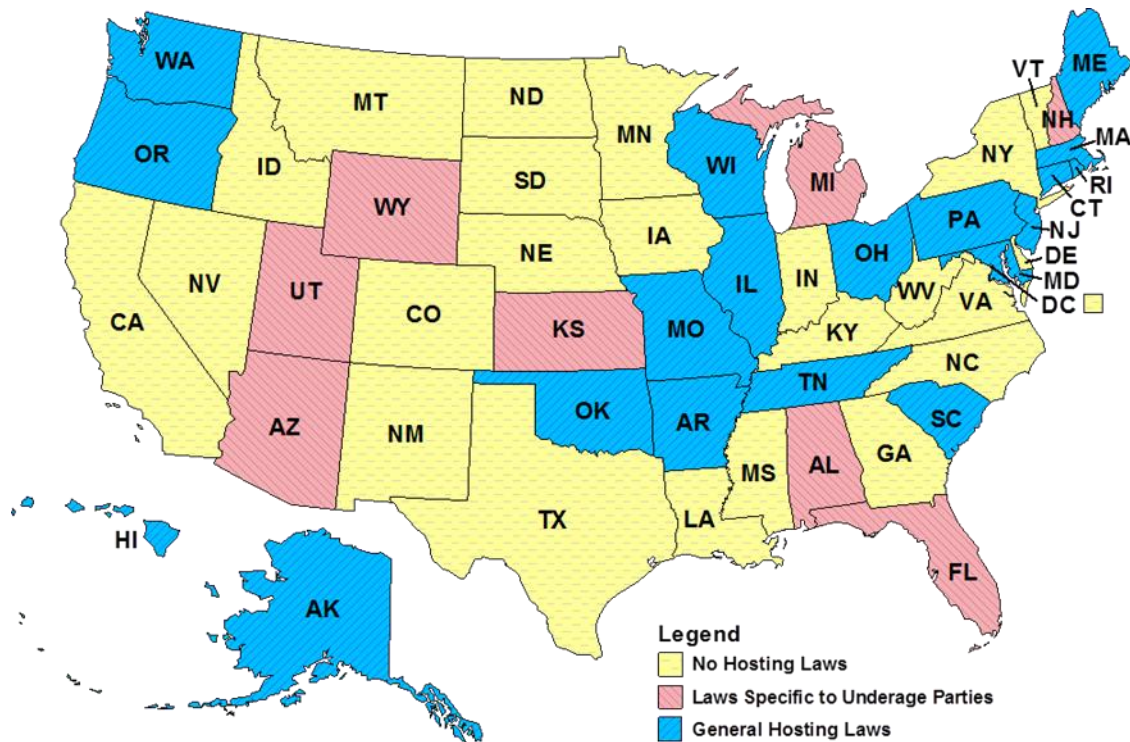 WA
MT
ND
MN
VT
ME
NH
OR
ID
SD
WI
NY
MA
WY
MI
RI
CT
IA
PA
NJ
NE
OH
DE
NV
UT
IL
IN
MD
CO
WV
VA
DC
CA
KS
MO
KY
NC
TN
AZ
NM
OK
AR
SC
MS
AL
GA
TX
LA
HI
FL
AK
Legend
No Hosting Laws
Laws Specific to Underage Parties
General Hosting Laws